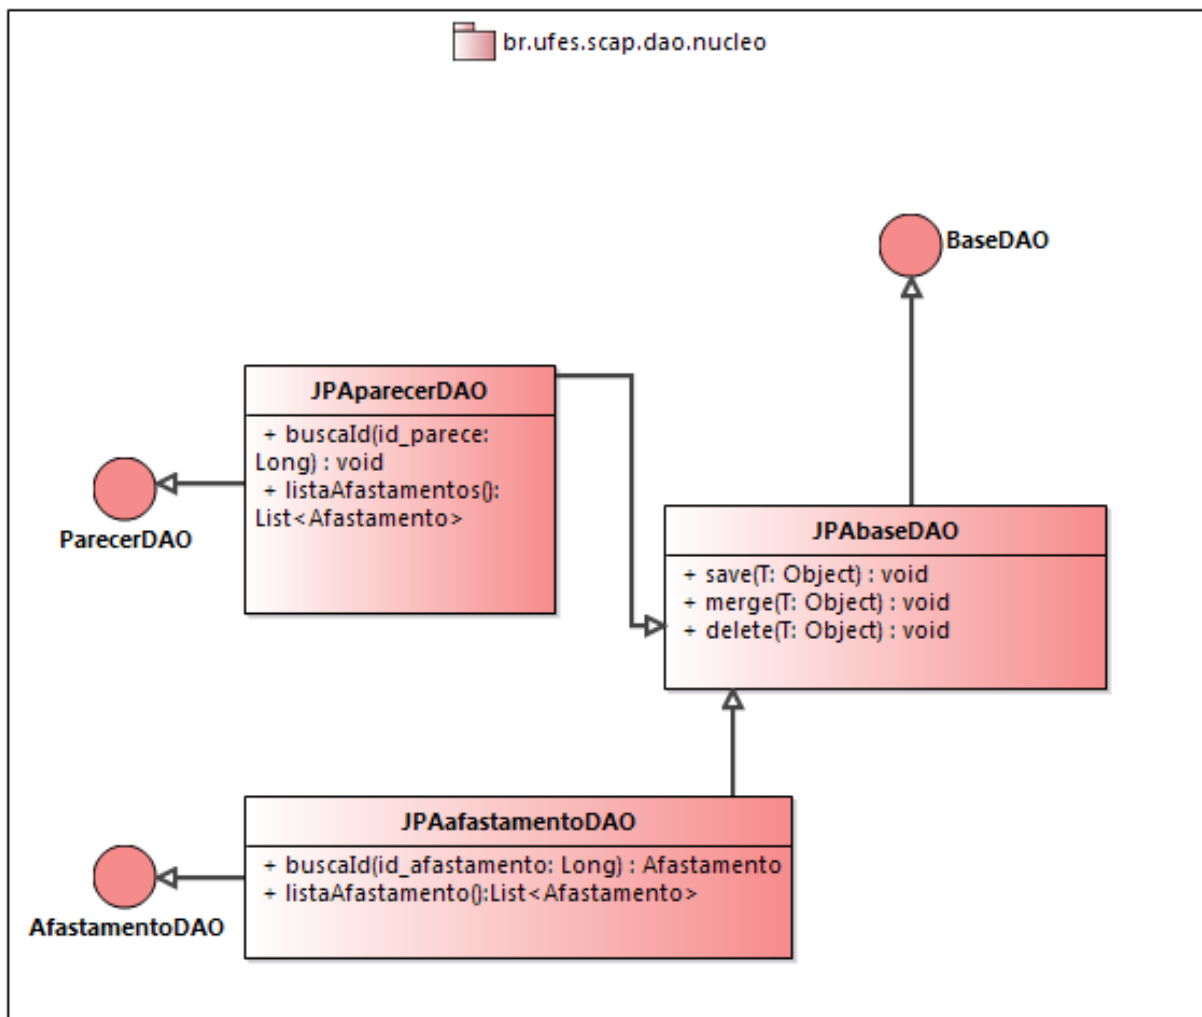 br.ufes.scap.dao.nucleo
BaseDAO
JPAparecerDAO
+ buscaId(id_parece:
Long) : void
+ listaAfastamentos():
List<Afastamento>
ParecerDAO
JPAbaseDAO
+ save(T: Object) : void
+ merge(T: Object) : void
+ delete(T: Object) : void
JPAafastamentoDAO
+ buscaId(id_afastamento: Long) : Afastamento
+ listaAfastamento():List<Afastamento>
AfastamentoDAO